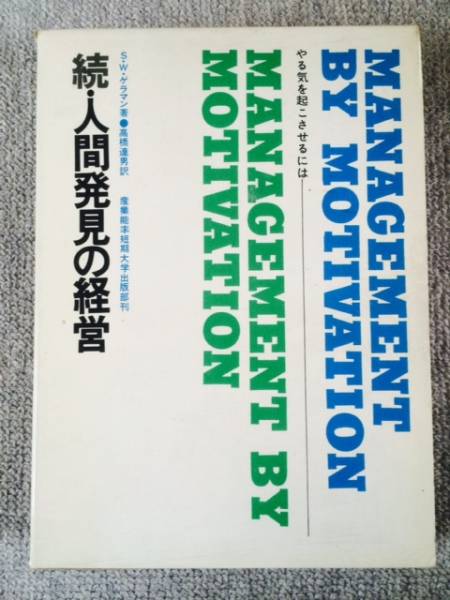 MANAGEMENT
BY MOTIVATION
やる気を起こさせるには
MANAGEMENT BY
MOTIVATION
S・W・ゲラマン著●高橋達男訳 産業能率短期大学出版部刊
続・人間発見の経営